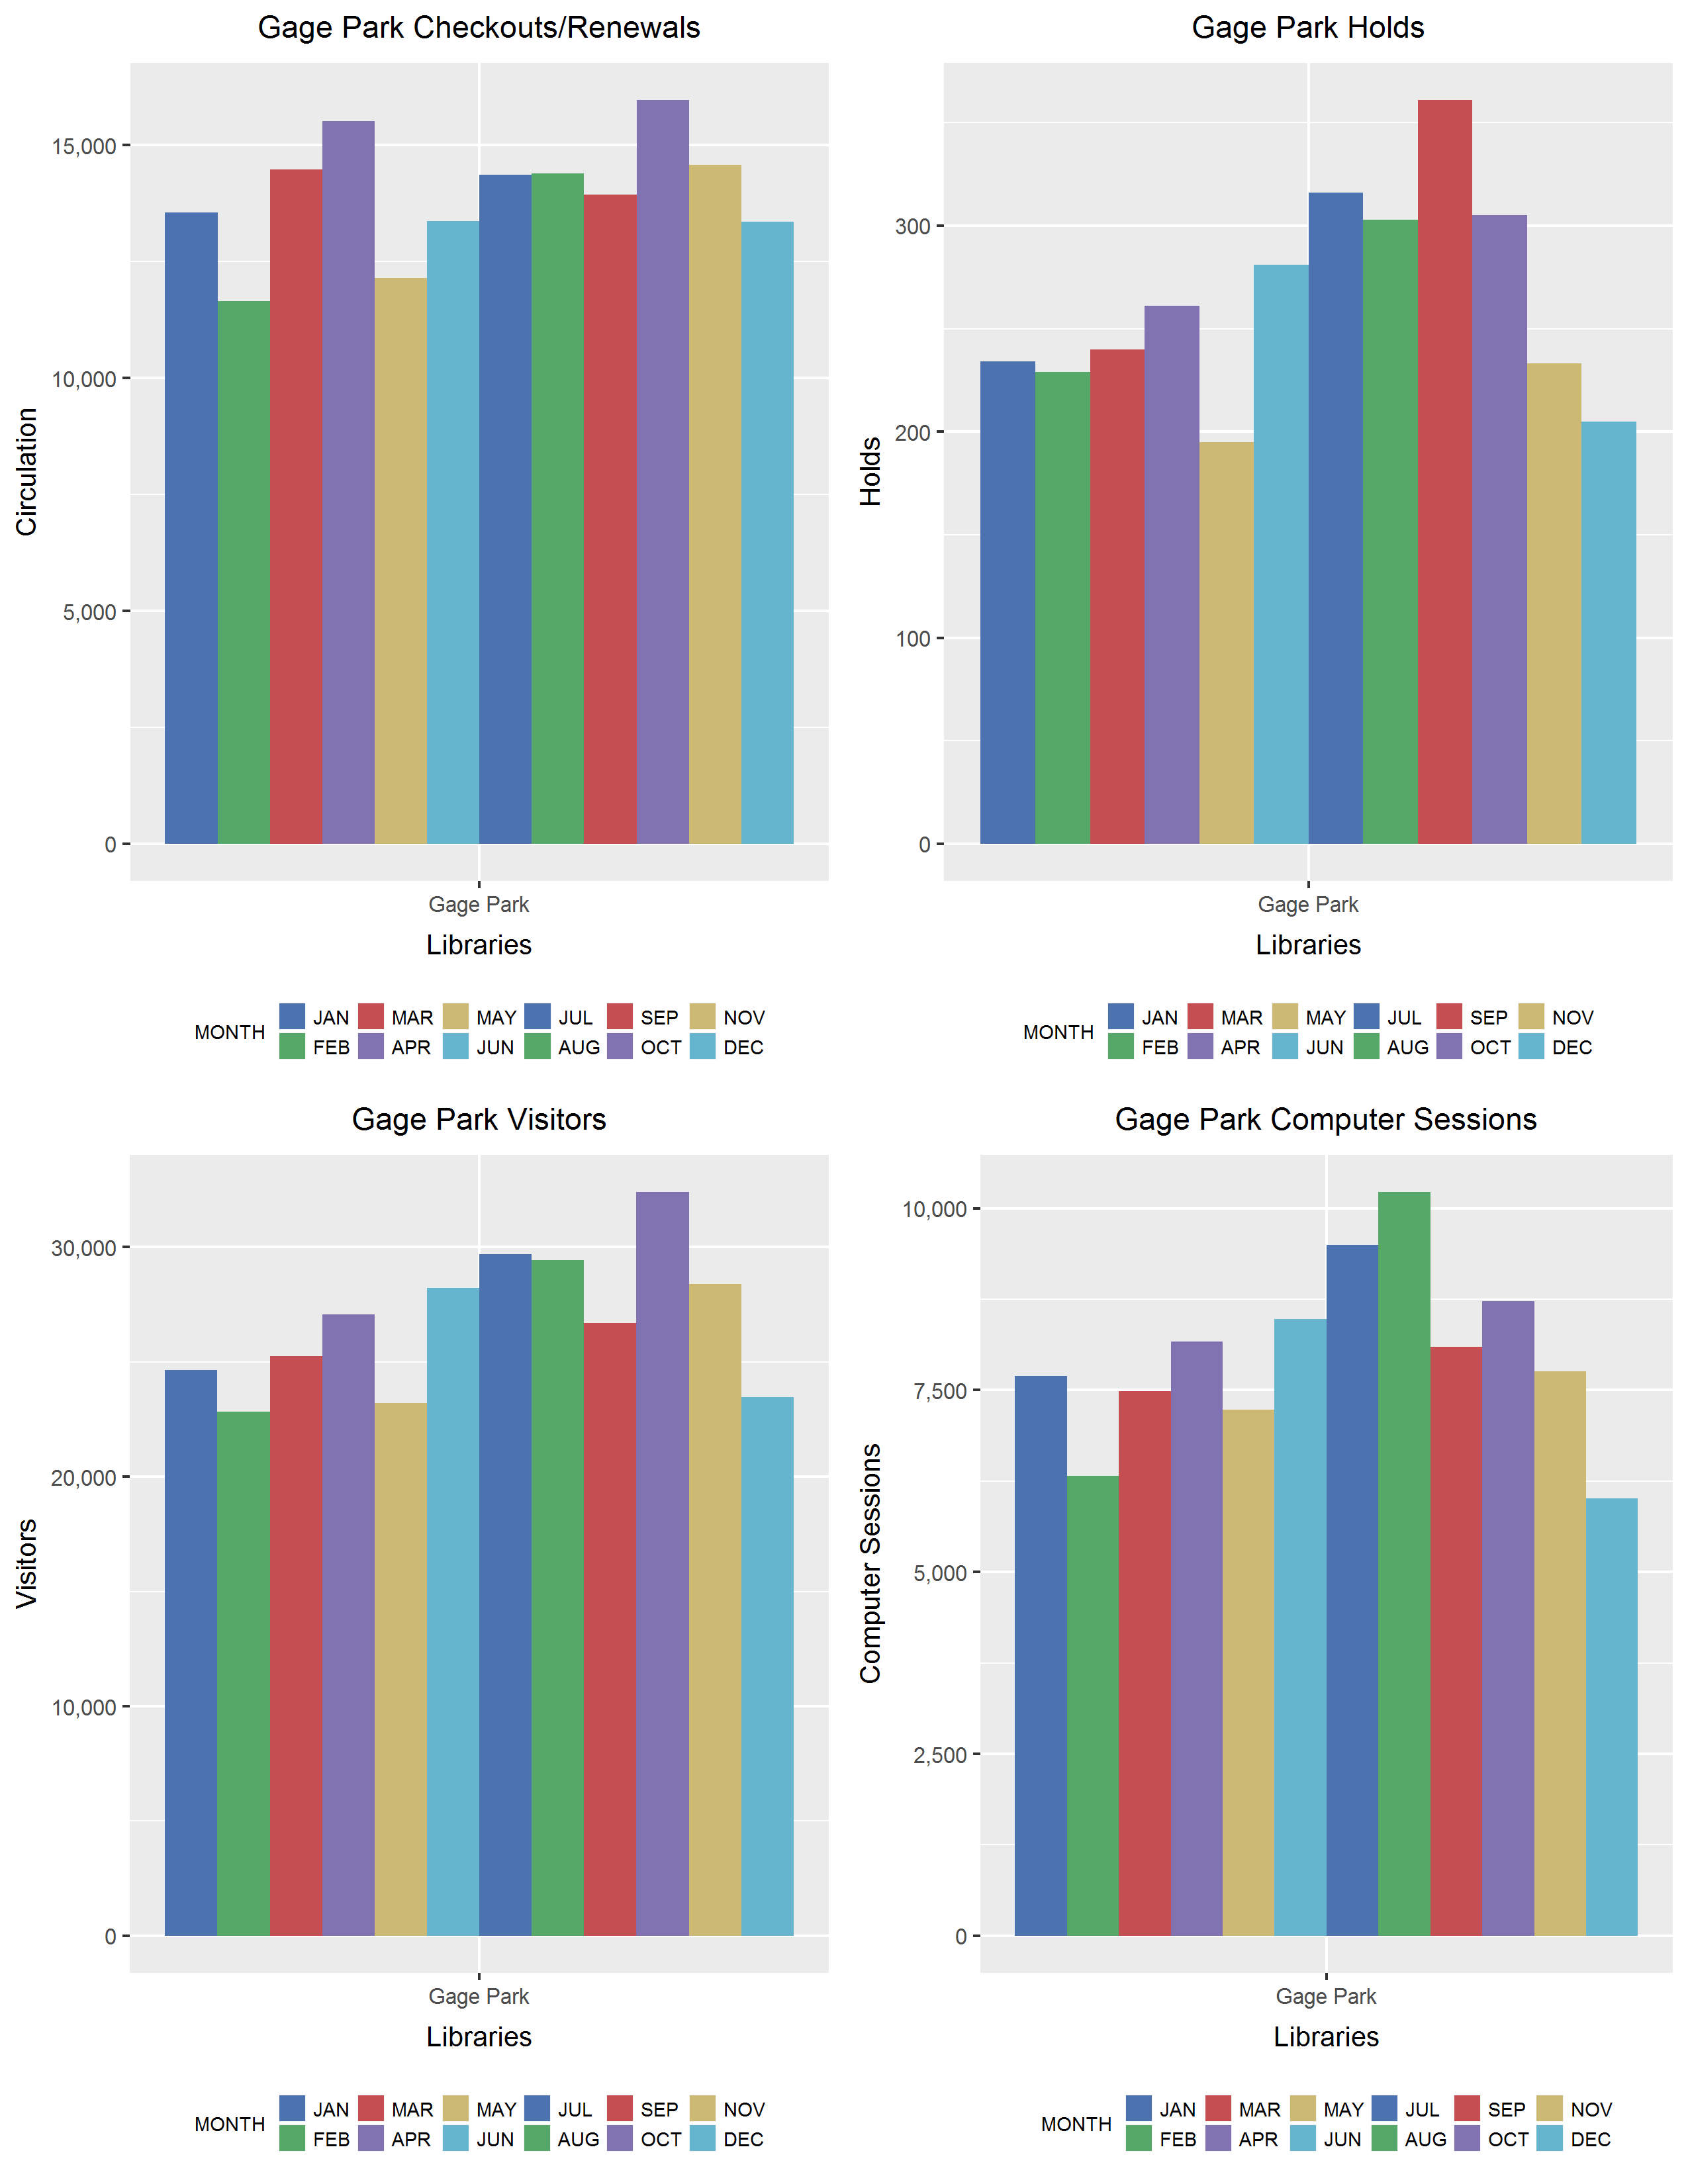 Gage Park Checkouts/Renewals
15,000
10,000
5,000
0
Circulation
Gage Park
Libraries
MONTH
JAN MAR MAY JUL SEP NOV
FEB APR JUN AUG OCT DEC
Gage Park Holds
300
200
100
0
Holds
Gage Park
Libraries
MONTH
JAN MAR MAY JUL SEP NOV
FEB APR JUN AUG OCT DEC
Gage Park Visitors
30,000
20,000
10,000
0
Visitors
Gage Park
Libraries
MONTH
JAN MAR MAY JUL SEP NOV
FEB APR JUN AUG OCT DEC
Gage Park Computer Sessions
10,000
7,500
5,000
2,500
0
Computer Sessions
Gage Park
Libraries
MONTH
JAN MAR MAY JUL SEP NOV
FEB APR JUN AUG OCT DEC